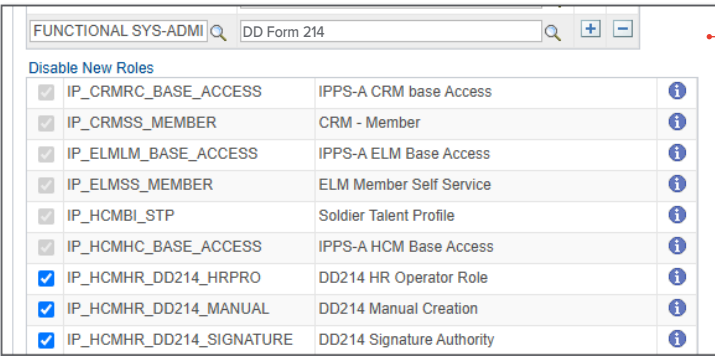 FUNCTIONAL SYS-ADMI DD Form 214
Disable New Roles
IP_CRMRC_BASE_ACCESS IPPS-A CRM base Access
IP_CRMSS_MEMBER CRM - Member
IP_ELMLM_BASE_ACCESS IPPS-A ELM Base Access
IP_ELMSS_MEMBER ELM Member Self Service
IP_HCMBI_STP Soldier Talent Profile
IP_HCMHC_BASE_ACCESS IPPS-A HCM Base Access
IP_HCMHR_DD214_HRPRO DD214 HR Operator Role
IP_HCMHR_DD214_MANUAL DD214 Manual Creation
IP_HCMHR_DD214_SIGNATURE DD214 Signature Authority